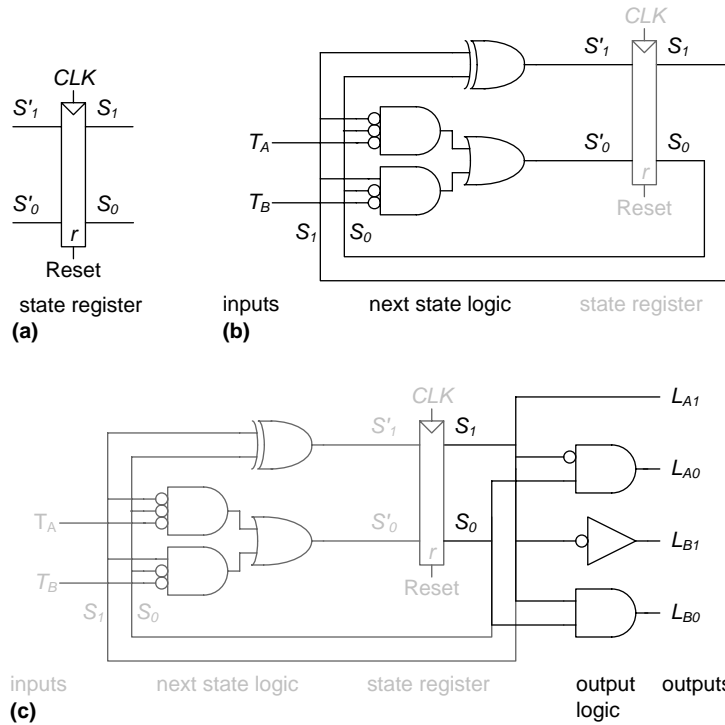 CLK
S'1 S1
S'0 S0
r
Reset
state register
(a)
S'1 S1
TA
S'0 S0
TB
r
Reset
S1 S0
inputs next state logic state register
(b)
CLK
LA1
S'1 S1
LA0
TA
S'0 S0
LB1
TB
r
Reset
S1 S0
LB0
inputs next state logic state register output logic outputs
(c)